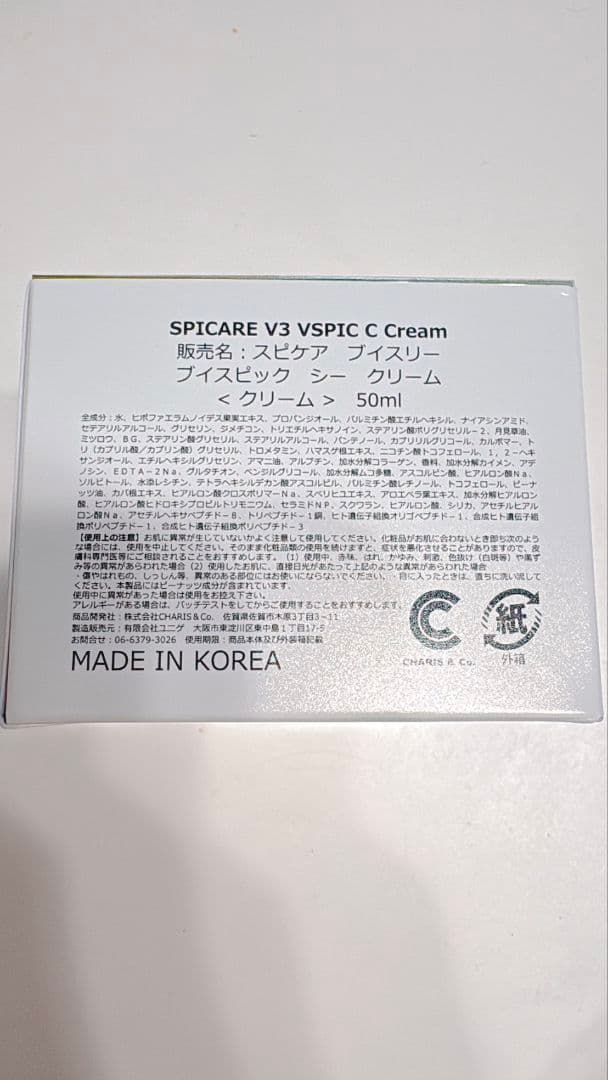 SPICARE V3 VSPIC C Cream
販売名：スピケア　ブイスリー
ブイスピック　シー　クリーム
＜クリーム＞　50ml
全成分：水、ヒポファエラムノイデス果実エキス、プロパンジオール、パルミチン酸エチルヘキシル、ナイアシンアミド、
セテアリルアルコール、グリセリン、ジメチコン、トリエチルヘキサノイン、ステアリン酸ポリグリセリル－２、月見草油、
ミツロウ、ＢＧ、ステアリン酸グリセリル、ステアリルアルコール、パンテノール、カプリリルグリコール、カルボマー、ト
リ（カプリル酸／カプリン酸）グリセリル、トロメタミン、ハマスゲ根エキス、ニコチン酸トコフェロール、１，２－ヘキ
サンジオール、エチルヘキシルグリセリン、アマニ油、アルブチン、加水分解コラーゲン、香料、加水分解カイメン、アデ
ノシン、ＥＤＴＡ－２Ｎａ、グルタチオン、ペンジルグリコール、加水分解ムコ多糖、アスコルビン酸、ヒアルロン酸Ｎａ、
ソルビトール、水添レシチン、テトラヘキシルデカン酸アスコルビル、パルミチン酸レチノール、トコフェロール、ピーナ
ッツ油、カバ根エキス、ヒアルロン酸クロスポリマーＮａ、スベリヒユエキス、アロエベラ葉エキス、加水分解ヒアルロン
酸、ヒアルロン酸ヒドロキシプロピルトリモニウム、セラミドＮＰ、スクワラン、ヒアルロン酸、シリカ、アセチルヒアル
ロン酸Ｎａ、アセチルヘキサペプチド－８、トリペプチド－１銅、ヒト遺伝子組換オリゴペプチド－１、合成ヒト遺伝子組
換ポリペプチド－１、合成ヒト遺伝子組換ポリペプチド－３
【使用上の注意】お肌に異常が生じていないかよく注意して使用してください。化粧品がお肌に合わないとき即ち次のよう
な場合には、使用を中止してください。そのまま化粧品類の使用を続けますと、症状を悪化させることがありますので、皮
膚科専門医等にご相談されることをおすすめします。（1）使用中、赤味、はれ、かゆみ、刺激、色抜け（白斑等）や黒ず
み等の異常があらわれた場合（2）使用したお肌に、直接日光があたって上記のような異常があらわれた場合
・傷やはれもの、しっしん等、異常のある部位にはお使いにならないでください。・目に入ったときは、直ちに洗い流して
ください。本製品にはピーナッツ成分が含まれています。
使用中に異常があった場合は使用をお控え下さい。
アレルギーがある場合は、パッチテストをしてからご使用することをおすすめします。
商品開発社：株式会社CHARIS＆Co.　佐賀県佐賀市木原3丁目3－11
製造販売元：有限会社ユニゲ　大阪市東淀川区東中島１丁目17-5
お問合せ：06-6379-3026　使用期限：商品本体及び外装箱記載
MADE IN KOREA
CHARIS & Co.
紙
外箱